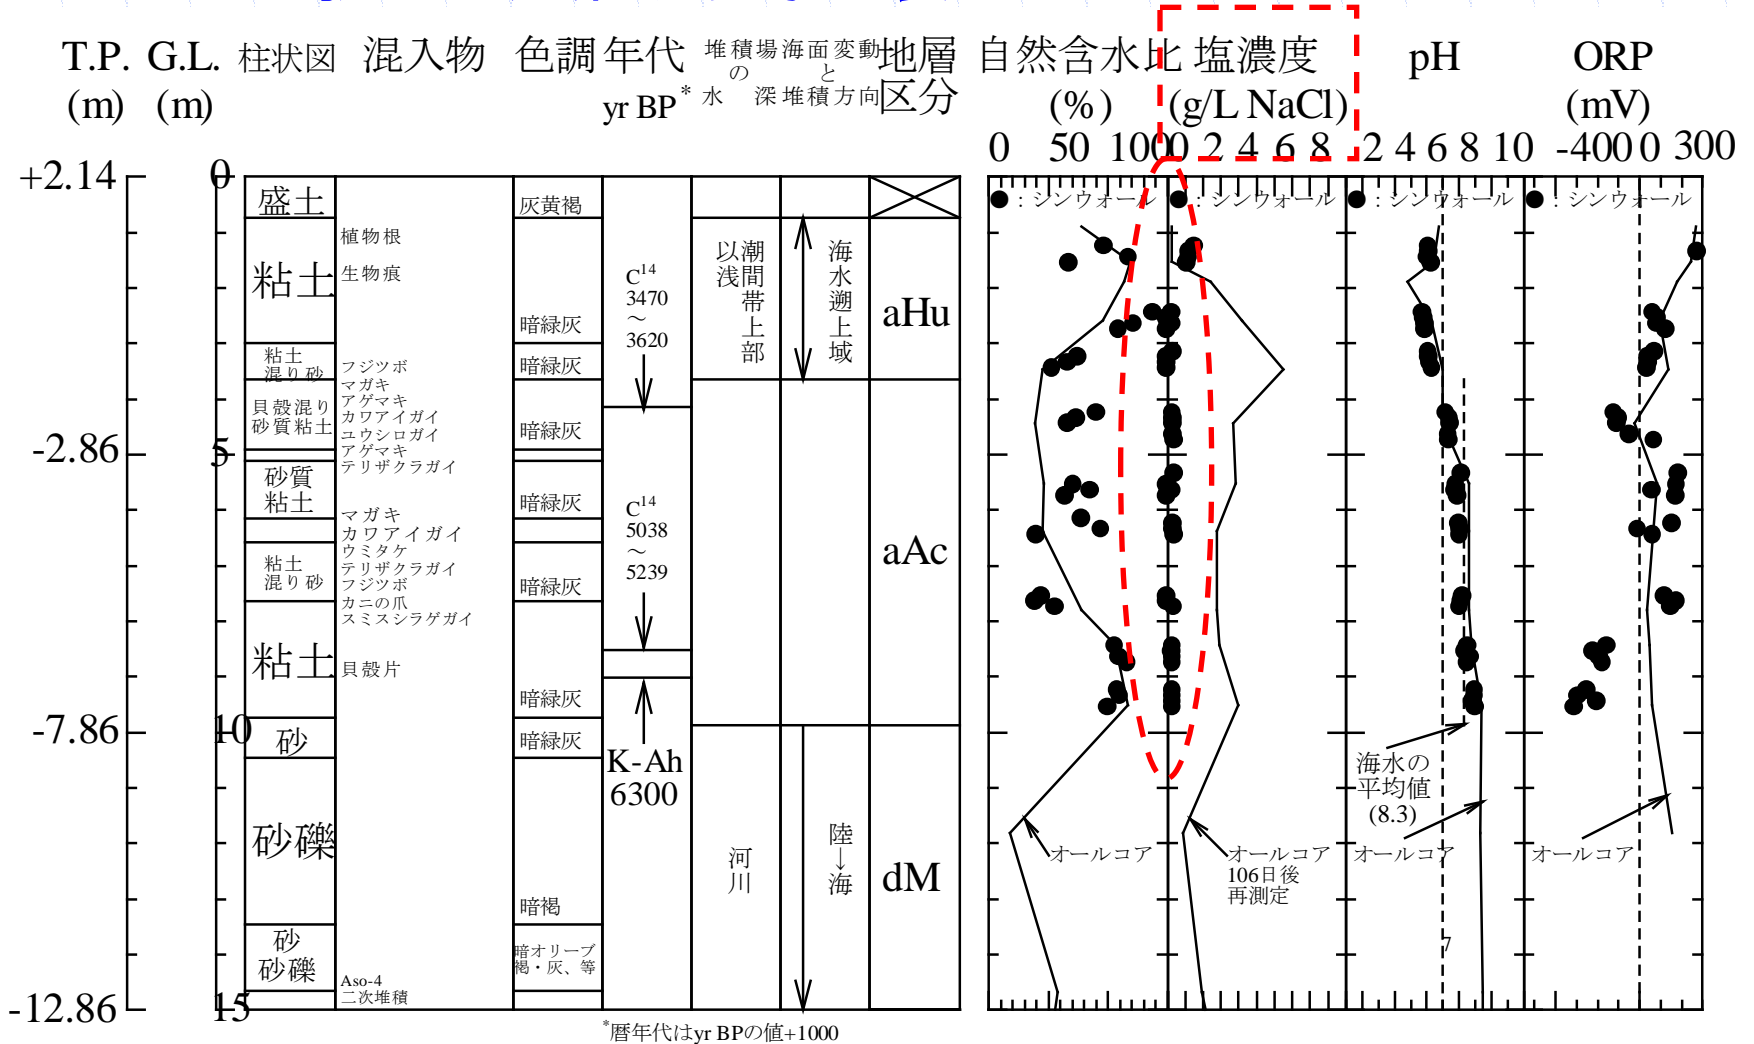 T.P. G.L. 柱状図 混入物 色調 年代 堆積場の水深 海面変動と堆積方向 地層区分 自然含水比 塩濃度 pH ORP
(m) (m) yr BP* (%) (g/L NaCl) (mV)
0 50 100 0 2 4 6 8 2 4 6 8 10 -400 0 300
+2.14 0
-2.86 5
-7.86 10
-12.86 15
盛土
粘土
粘土
混り砂
貝殻混り
砂質粘土
砂質
粘土
粘土
混り砂
粘土
砂
砂礫
砂
砂礫
植物根
生物痕
フジツボ
マガキ
アゲマキ
カワアイガイ
ユウシロガイ
アゲマキ
テリザクラガイ
マガキ
カワアイガイ
ウミタケ
テリザクラガイ
フジツボ
カニの爪
スミスシラゲガイ
貝殻片
Aso-4
二次堆積
灰黄褐
暗緑灰
暗緑灰
暗緑灰
暗緑灰
暗緑灰
暗緑灰
暗緑灰
暗褐
暗オリーブ
褐・灰、等
C14
3470
～
3620
C14
5038
～
5239
K-Ah
6300
潮間帯上部
以浅
河川
海水遡上域
陸→海
aHu
aAc
dM
●:シンウォール
●:シンウォール
●:シンウォール
●:シンウォール
オールコア
オールコア
106日後
再測定
海水の
平均値
(8.3)
オールコア
7
オールコア
*暦年代はyr BPの値+1000